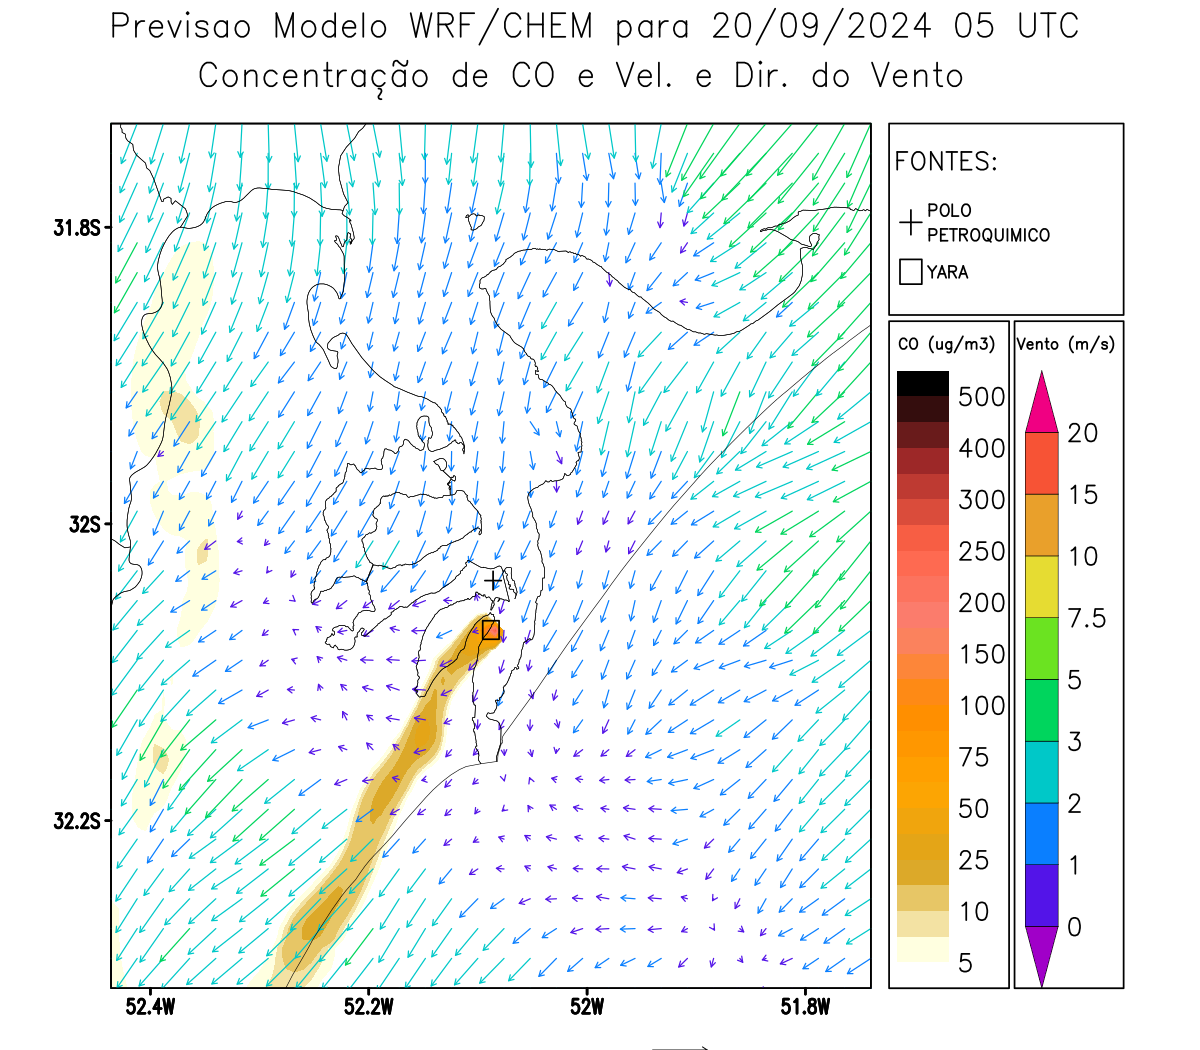 Previsao Modelo WRF/CHEM para 20/09/2024 05 UTC
Concentração de CO e Vel. e Dir. do Vento
FONTES:
POLO
PETROQUIMICO
YARA
CO (ug/m3)
500
400
300
250
200
150
100
75
50
25
10
5
Vento (m/s)
20
15
10
7.5
5
3
2
1
0
31.8S
32S
32.2S
52.4W
52.2W
52W
51.8W